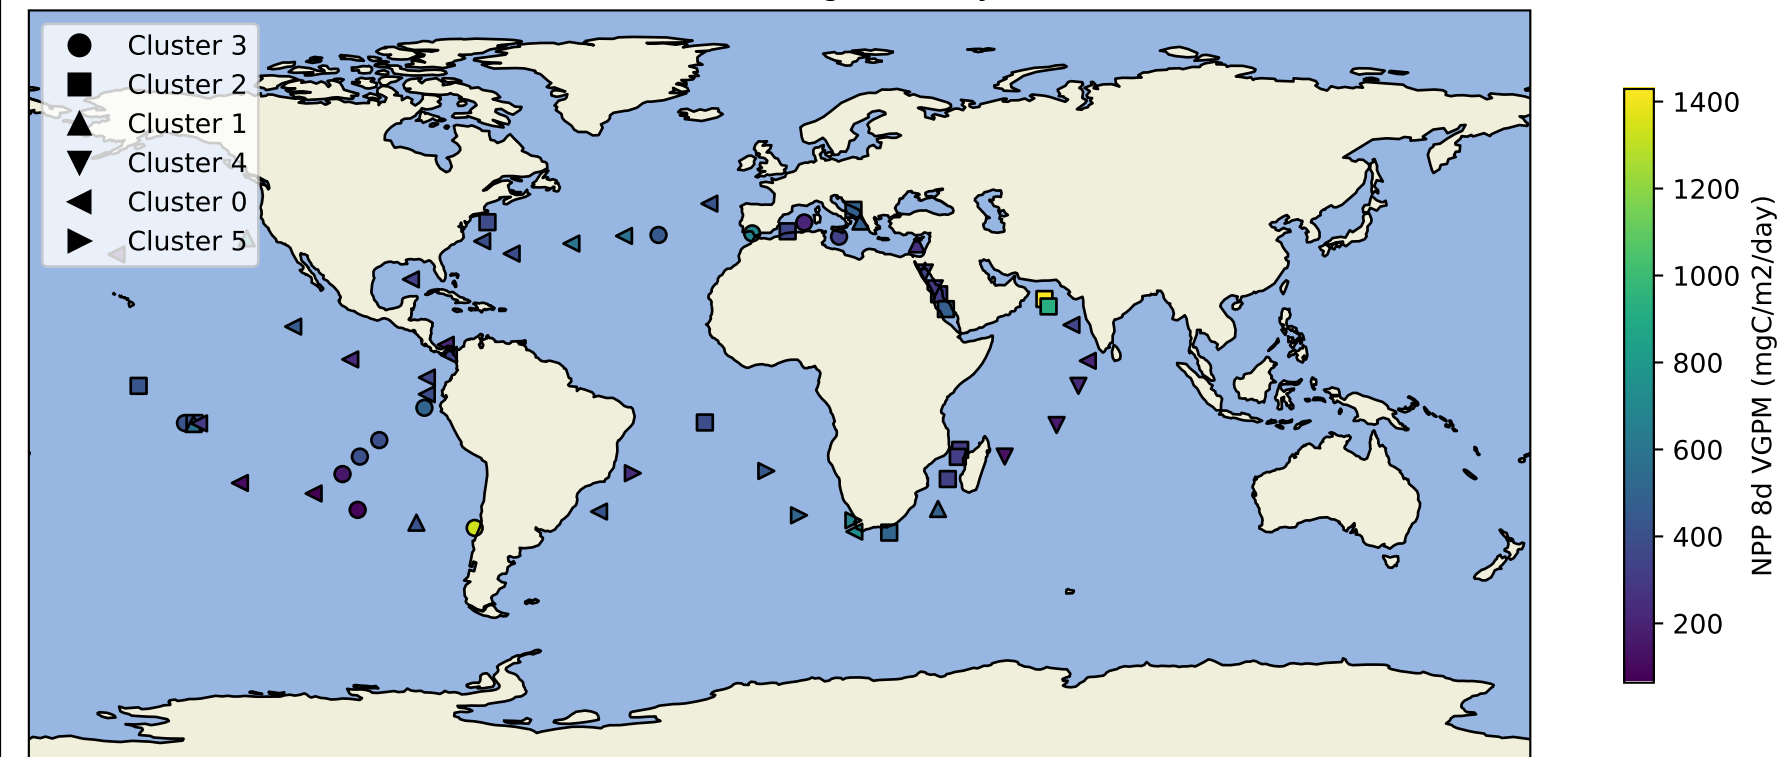 Cluster 3
Cluster 2
Cluster 1
Cluster 4
Cluster 0
Cluster 5
1400
1200
1000
800
600
400
200
NPP 8d VGPM (mgC/m2/day)